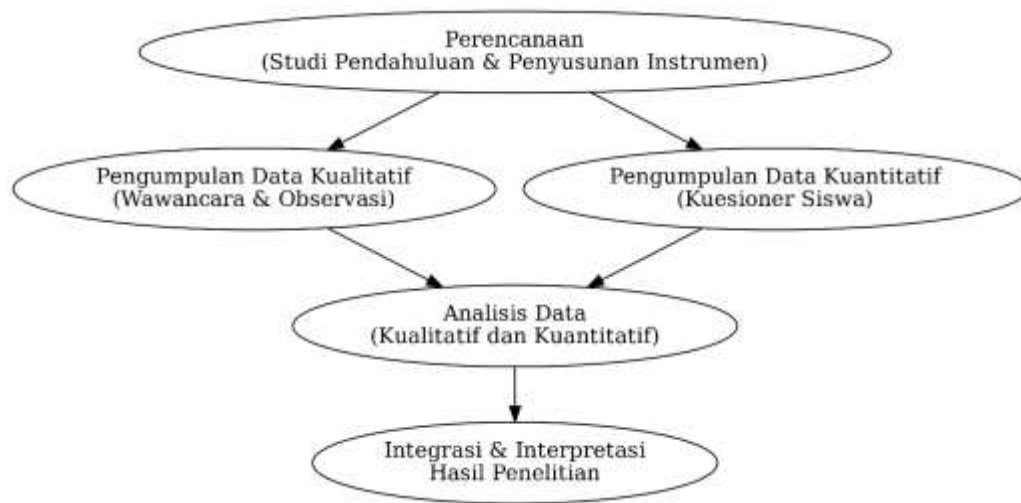 Perencanaan
(Studi Pendahuluan & Penyusunan Instrumen)
Pengumpulan Data Kualitatif
(Wawancara & Observasi)
Pengumpulan Data Kuantitatif
(Kuesioner Siswa)
Analisis Data
(Kualitatif dan Kuantitatif)
Integrasi & Interpretasi
Hasil Penelitian